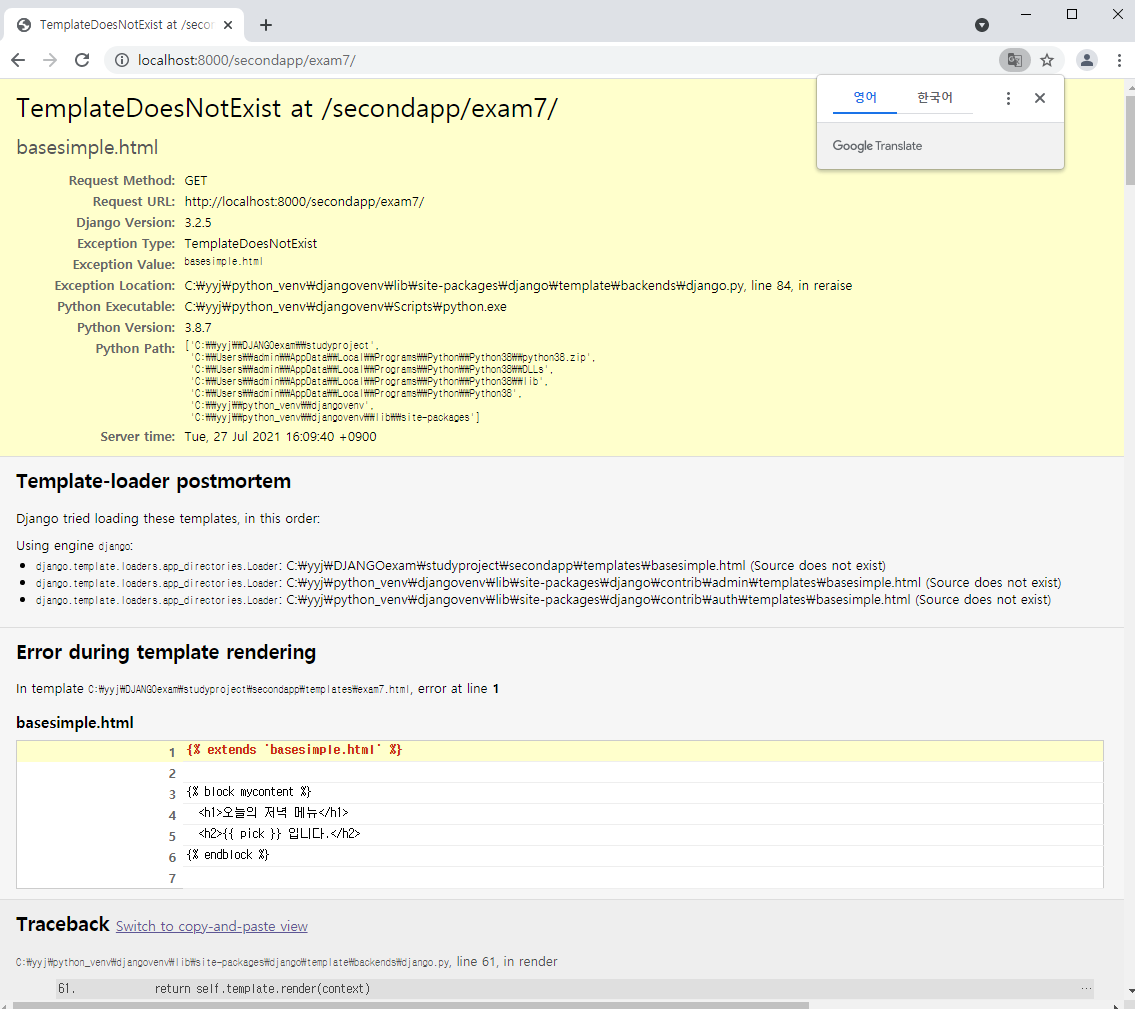 TemplateDoesNotExist at /secon
localhost:8000/secondapp/exam7/
영어 한국어
Google Translate
TemplateDoesNotExist at /secondapp/exam7/
basesimple.html
Request Method: GET
Request URL: http://localhost:8000/secondapp/exam7/
Django Version: 3.2.5
Exception Type: TemplateDoesNotExist
Exception Value: basesimple.html
Exception Location: C:₩yyj₩python_venv₩djangovenv₩lib₩site-packages₩django₩template₩backends₩django.py, line 84, in reraise
Python Executable: C:₩yyj₩python_venv₩djangovenv₩Scripts₩python.exe
Python Version: 3.8.7
Python Path: ['C:₩₩yyj₩₩DJANGOexam₩₩studyproject',
'C:₩₩Users₩₩admin₩₩AppData₩₩Local₩₩Programs₩₩Python₩₩Python38₩₩python38.zip',
'C:₩₩Users₩₩admin₩₩AppData₩₩Local₩₩Programs₩₩Python₩₩Python38₩₩DLLs',
'C:₩₩Users₩₩admin₩₩AppData₩₩Local₩₩Programs₩₩Python₩₩Python38₩₩lib',
'C:₩₩Users₩₩admin₩₩AppData₩₩Local₩₩Programs₩₩Python₩₩Python38',
'C:₩₩yyj₩₩python_venv₩₩djangovenv',
'C:₩₩yyj₩₩python_venv₩₩djangovenv₩₩lib₩₩site-packages']
Server time: Tue, 27 Jul 2021 16:09:40 +0900
Template-loader postmortem
Django tried loading these templates, in this order:
Using engine django:
django.template.loaders.app_directories.Loader: C:₩yyj₩DJANGOexam₩studyproject₩secondapp₩templates₩basesimple.html (Source does not exist)
django.template.loaders.app_directories.Loader: C:₩yyj₩python_venv₩djangovenv₩lib₩site-packages₩django₩contrib₩admin₩templates₩basesimple.html (Source does not exist)
django.template.loaders.app_directories.Loader: C:₩yyj₩python_venv₩djangovenv₩lib₩site-packages₩django₩contrib₩auth₩templates₩basesimple.html (Source does not exist)
Error during template rendering
In template C:₩yyj₩DJANGOexam₩studyproject₩secondapp₩templates₩exam7.html, error at line 1
basesimple.html
1 {% extends 'basesimple.html' %}
2
3 {% block mycontent %}
4 <h1>오늘의 저녁 메뉴</h1>
5 <h2>{{ pick }} 입니다.</h2>
6 {% endblock %}
7
Traceback Switch to copy-and-paste view
C:₩yyj₩python_venv₩djangovenv₩lib₩site-packages₩django₩template₩backends₩django.py, line 61, in render
61. return self.template.render(context) …